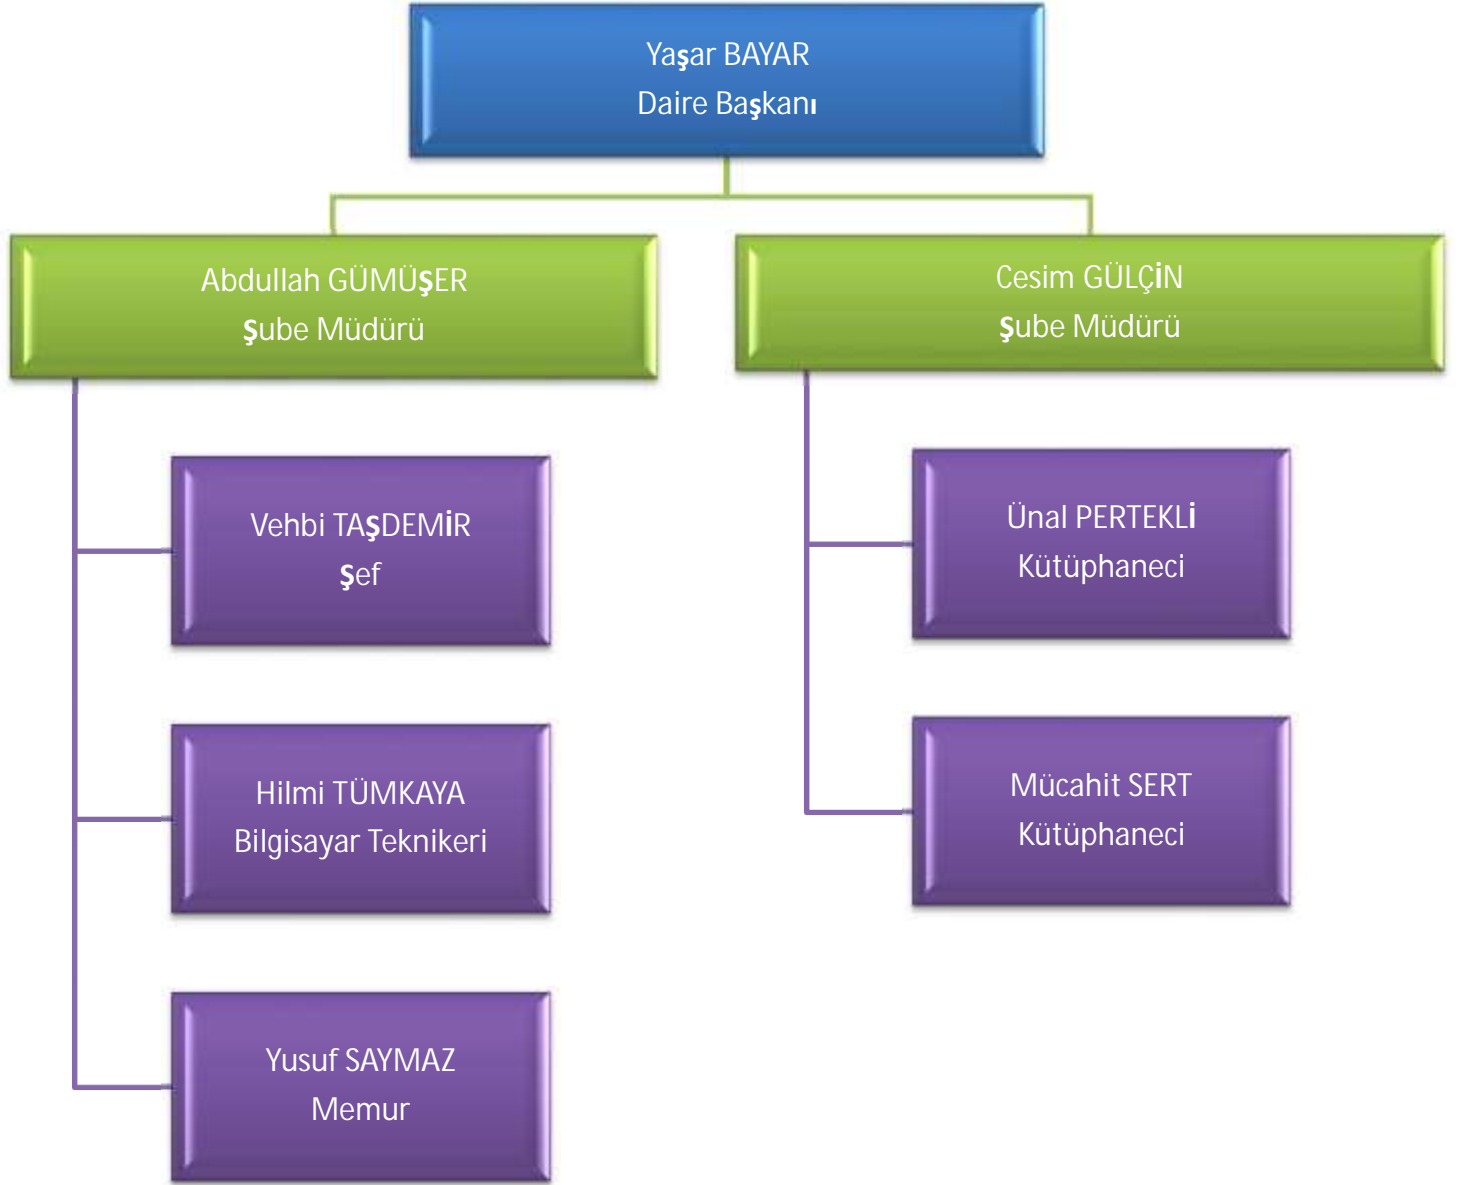 Yaşar BAYAR
Daire Başkanı
Abdullah GÜMÜŞER
Şube Müdürü
Cesim GÜLÇİN
Şube Müdürü
Vehbi TAŞDEMİR
Şef
Ünal PERTEKLİ
Kütüphaneci
Hilmi TÜMKAYA
Bilgisayar Teknikeri
Mücahit SERT
Kütüphaneci
Yusuf SAYMAZ
Memur